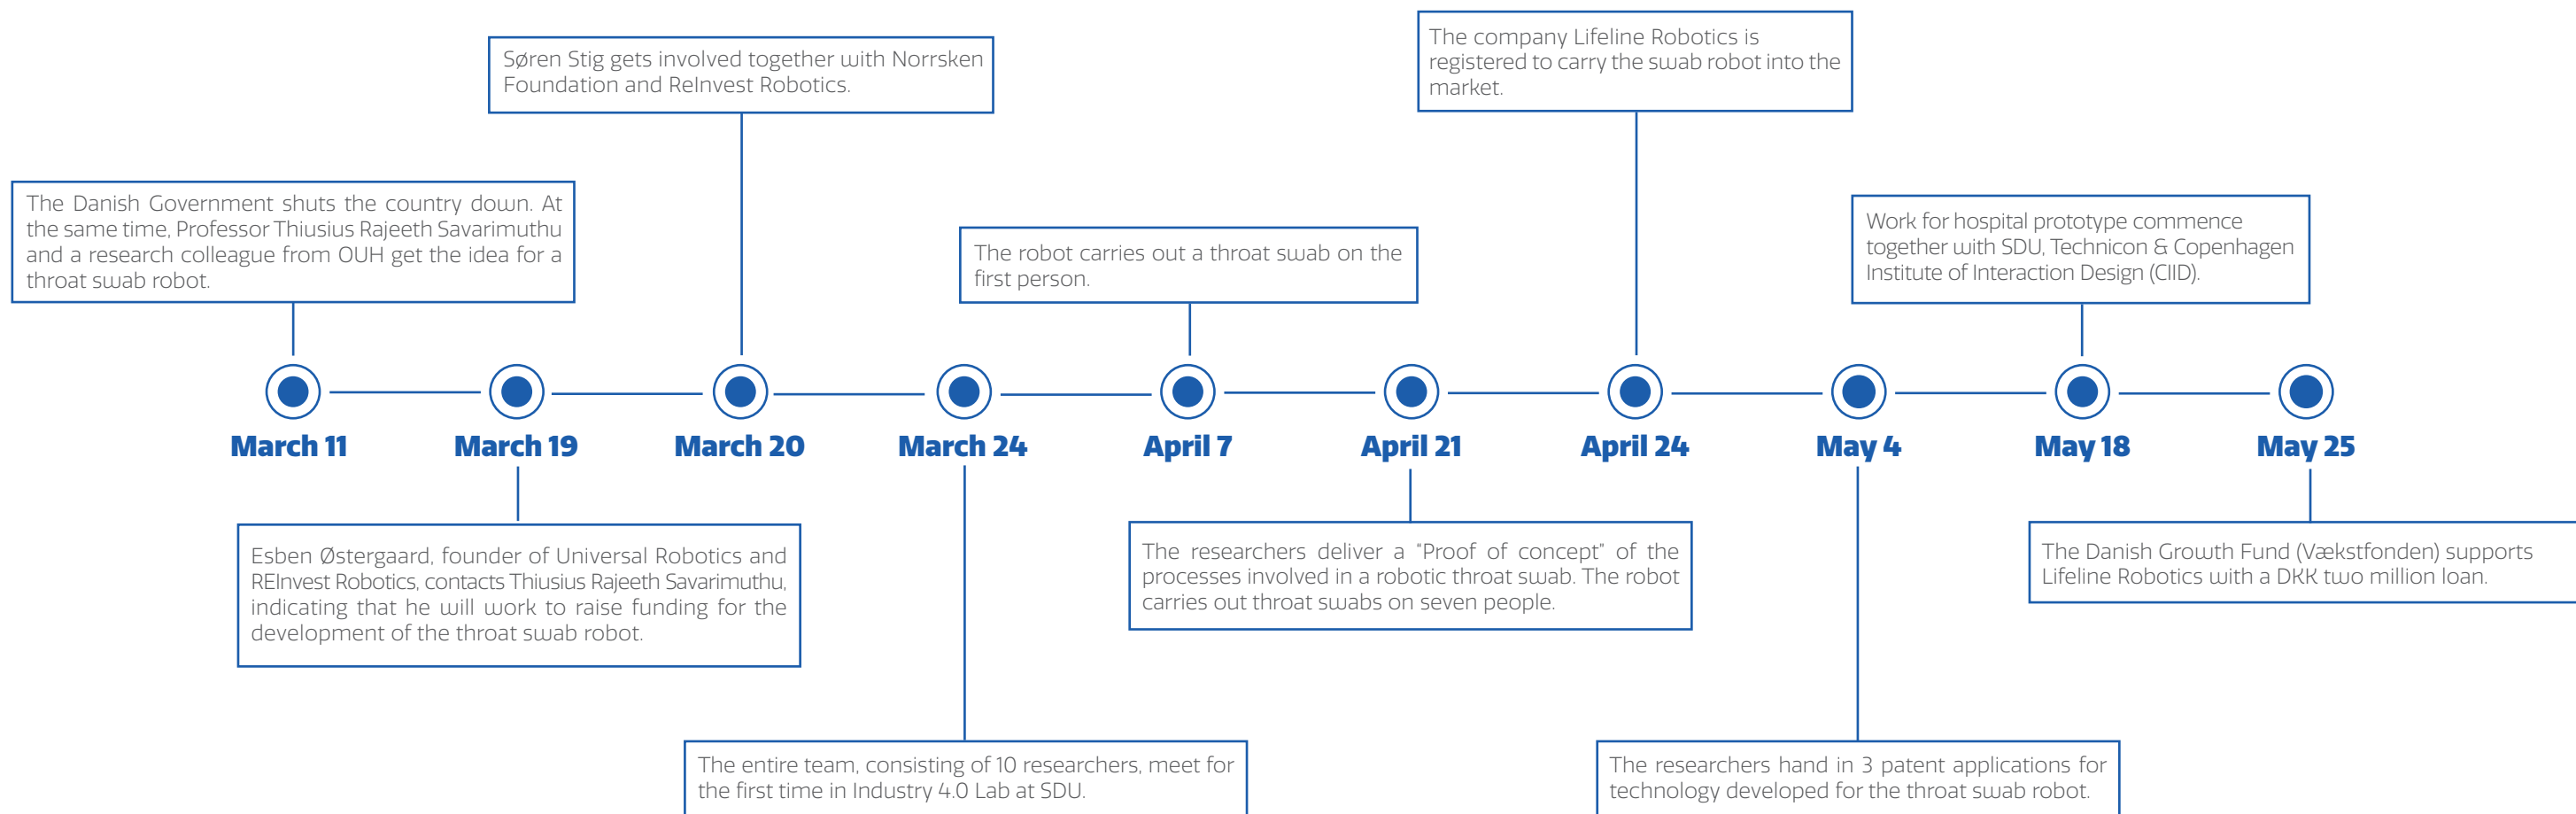 The Danish Government shuts the country down. At
the same time, Professor Thiusius Rajeeth Savarimuthu
and a research colleague from OUH get the idea for a
throat swab robot.
Søren Stig gets involved together with Norrsken
Foundation and ReInvest Robotics.
The robot carries out a throat swab on the
first person.
The company Lifeline Robotics is
registered to carry the swab robot into the
market.
Work for hospital prototype commence
together with SDU, Technicon & Copenhagen
Institute of Interaction Design (CIID).
March 11
March 19
March 20
March 24
April 7
April 21
April 24
May 4
May 18
May 25
Esben Østergaard, founder of Universal Robotics and
REInvest Robotics, contacts Thiusius Rajeeth Savarimuthu,
indicating that he will work to raise funding for the
development of the throat swab robot.
The entire team, consisting of 10 researchers, meet for
the first time in Industry 4.0 Lab at SDU.
The researchers deliver a "Proof of concept" of the
processes involved in a robotic throat swab. The robot
carries out throat swabs on seven people.
The researchers hand in 3 patent applications for
technology developed for the throat swab robot.
The Danish Growth Fund (Vækstfonden) supports
Lifeline Robotics with a DKK two million loan.